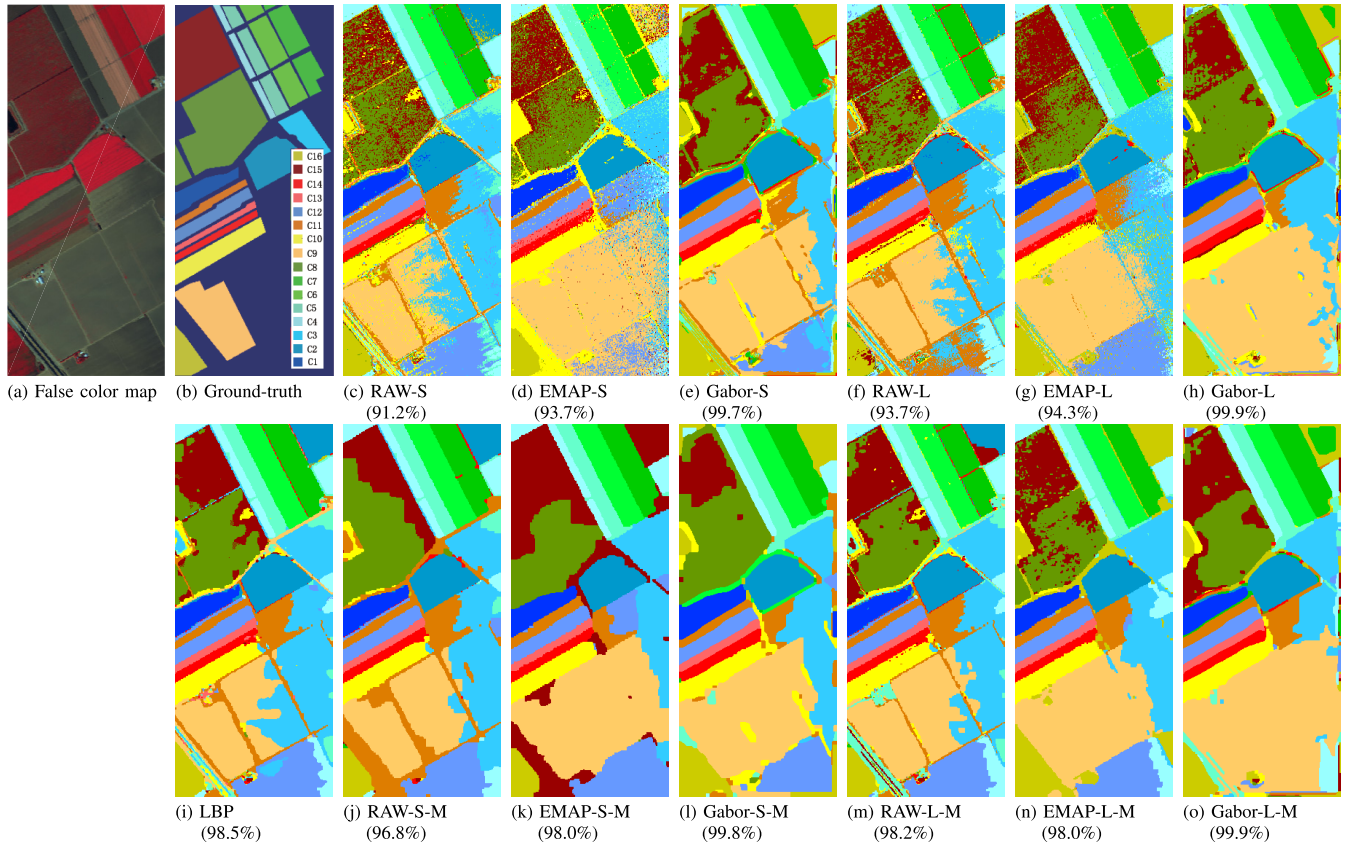 C16
C15
C14
C13
C12
C11
C10
C9
C8
C7
C6
C5
C4
C3
C2
C1
(a) False color map
(b) Ground-truth
(c) RAW-S
(91.2%)
(d) EMAP-S
(93.7%)
(e) Gabor-S
(99.7%)
(f) RAW-L
(93.7%)
(g) EMAP-L
(94.3%)
(h) Gabor-L
(99.9%)
(i) LBP
(98.5%)
(j) RAW-S-M
(96.8%)
(k) EMAP-S-M
(98.0%)
(l) Gabor-S-M
(99.8%)
(m) RAW-L-M
(98.2%)
(n) EMAP-L-M
(98.0%)
(o) Gabor-L-M
(99.9%)